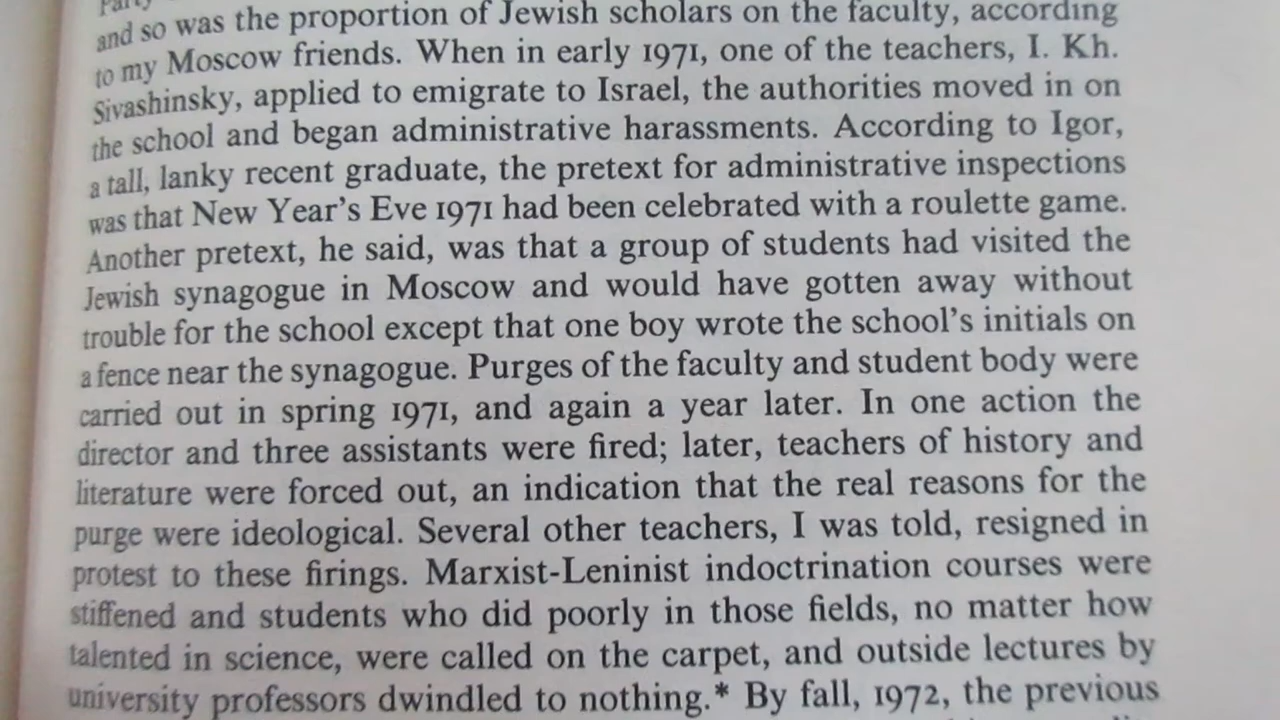 Party
and so was the proportion of Jewish scholars on the faculty, according
to my Moscow friends. When in early 1971, one of the teachers, I. Kh.
Sivashinsky, applied to emigrate to Israel, the authorities moved in on
the school and began administrative harassments. According to Igor,
a tall, lanky recent graduate, the pretext for administrative inspections
was that New Year's Eve 1971 had been celebrated with a roulette game.
Another pretext, he said, was that a group of students had visited the
Jewish synagogue in Moscow and would have gotten away without
trouble for the school except that one boy wrote the school's initials on
a fence near the synagogue. Purges of the faculty and student body were
carried out in spring 1971, and again a year later. In one action the
director and three assistants were fired; later, teachers of history and
literature were forced out, an indication that the real reasons for the
purge were ideological. Several other teachers, I was told, resigned in
protest to these firings. Marxist-Leninist indoctrination courses were
stiffened and students who did poorly in those fields, no matter how
talented in science, were called on the carpet, and outside lectures by
university professors dwindled to nothing.* By fall, 1972, the previous